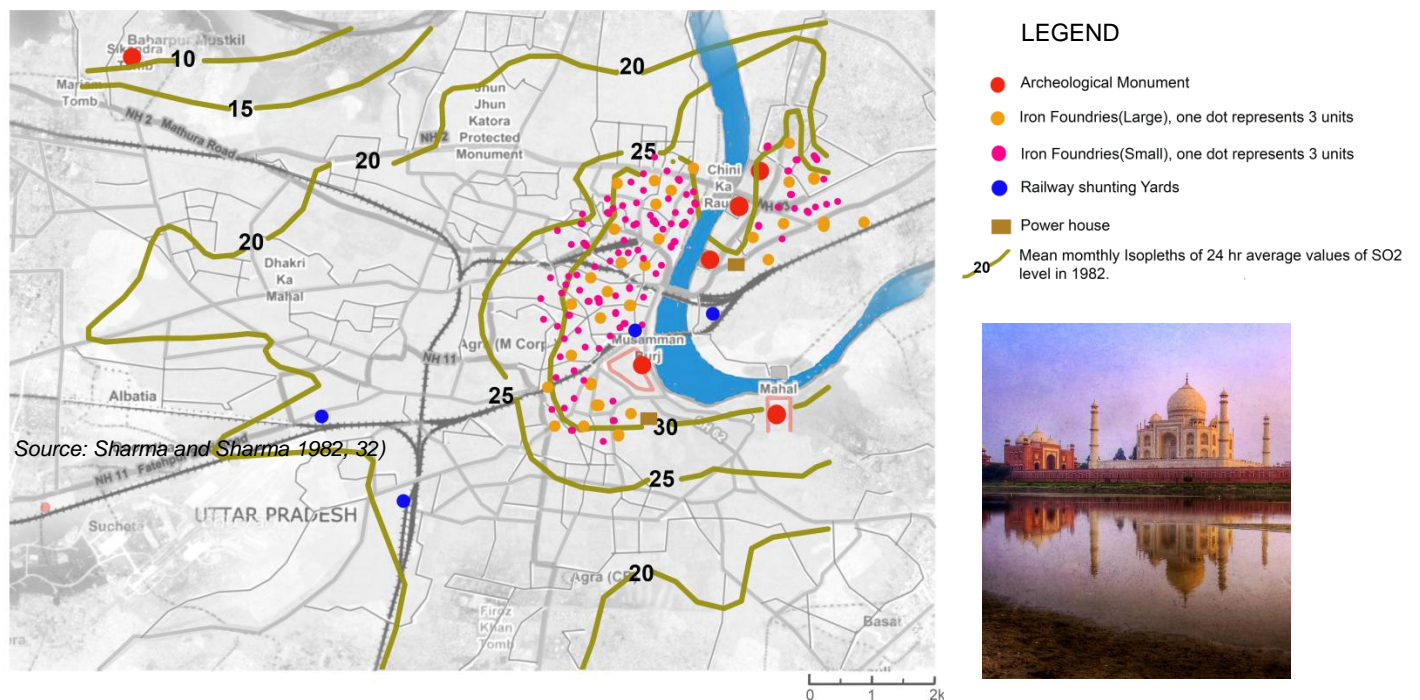 Babarpur Mustkil
Sikandra
Tomb
10
Mariam
Tomb
15
NH 2 Mathura Road
20
NH 2
Jhun
Jhun
Katora
Protected
Monument
20
25
Chini
Ka
Rau
20
Dhakri
Ka
Mahal
Agra (M Corp
NH 11
Musamman
Burj
Mahal
Albatia
25
30
Source: Sharma and Sharma 1982, 32)
NH 11 Fatehpur
25
UTTAR PRADESH
Sucheta
Agra (CB)
20
Firoz
Khan
Tomb
Basai
0 1 2k
LEGEND
Archeological Monument
Iron Foundries(Large), one dot represents 3 units
Iron Foundries(Small), one dot represents 3 units
Railway shunting Yards
Power house
20
Mean momthly Isopleths of 24 hr average values of SO2
level in 1982.